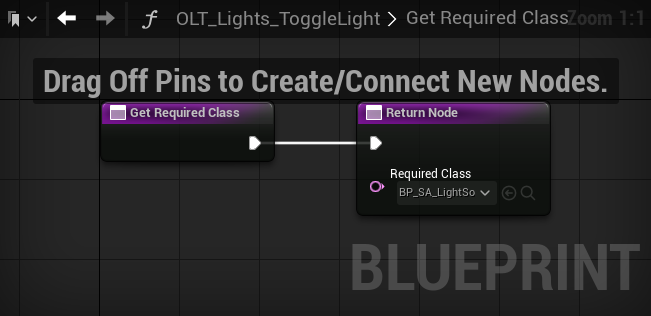 OLT_Lights_ToggleLight > Get Required Class
Zoom 1:1
Drag Off Pins to Create/Connect New Nodes.
Get Required Class
Return Node
Required Class
BP_SA_LightSo
BLUEPRINT